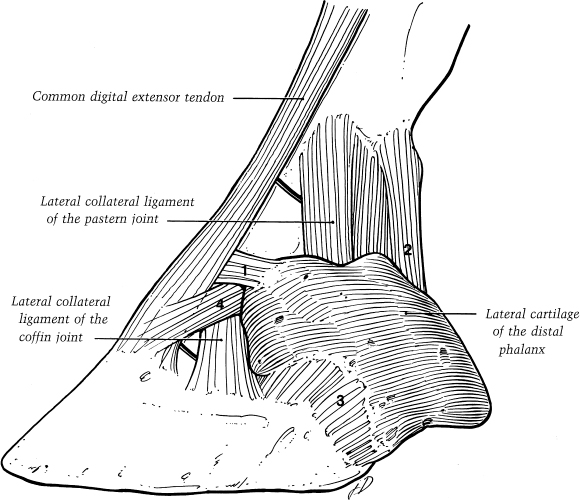 Common digital extensor tendon
Lateral collateral ligament
of the pastern joint
2
1
4
Lateral collateral
ligament of the
coffin joint
Lateral cartilage
of the distal
phalanx
3